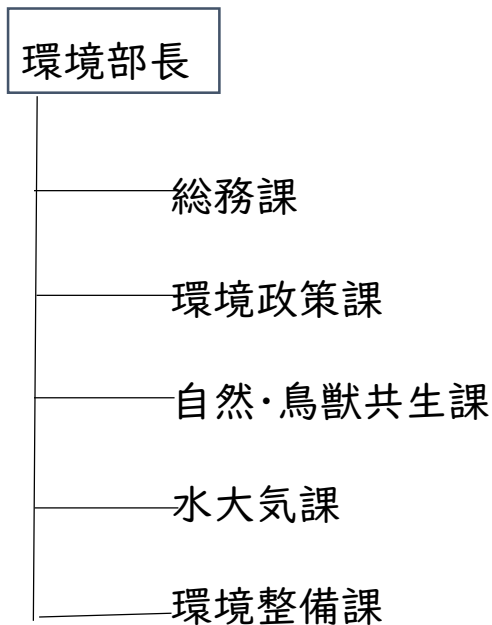 環境部長
総務課
環境政策課
自然・鳥獣共生課
水大気課
環境整備課